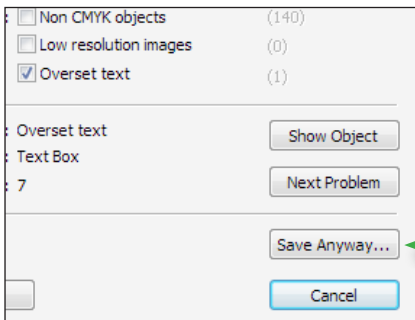 : Non CMYK objects (140)
Low resolution images (0)
Overset text (1)
: Overset text
Show Object
: Text Box
: 7
Next Problem
Save Anyway...
Cancel